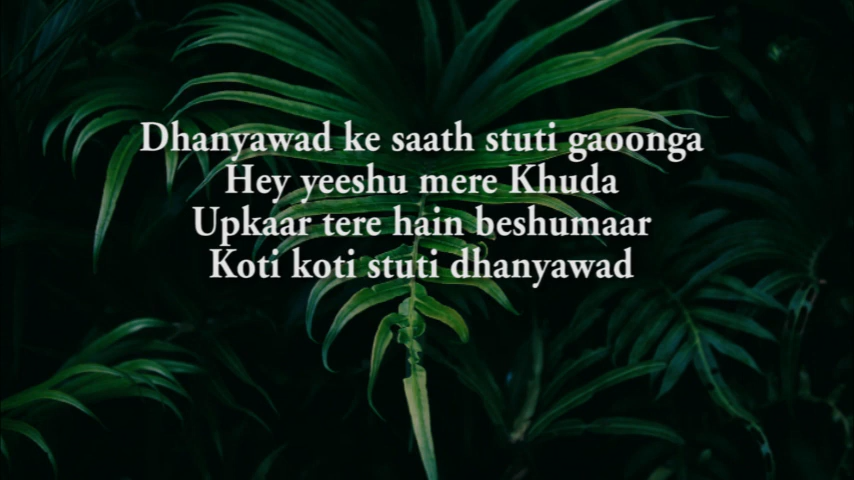 Dhanyawad ke saath stuti gaoonga
Hey yeeshu mere Khuda
Upkaar tere hain beshumaar
Koti koti stuti dhanyawad